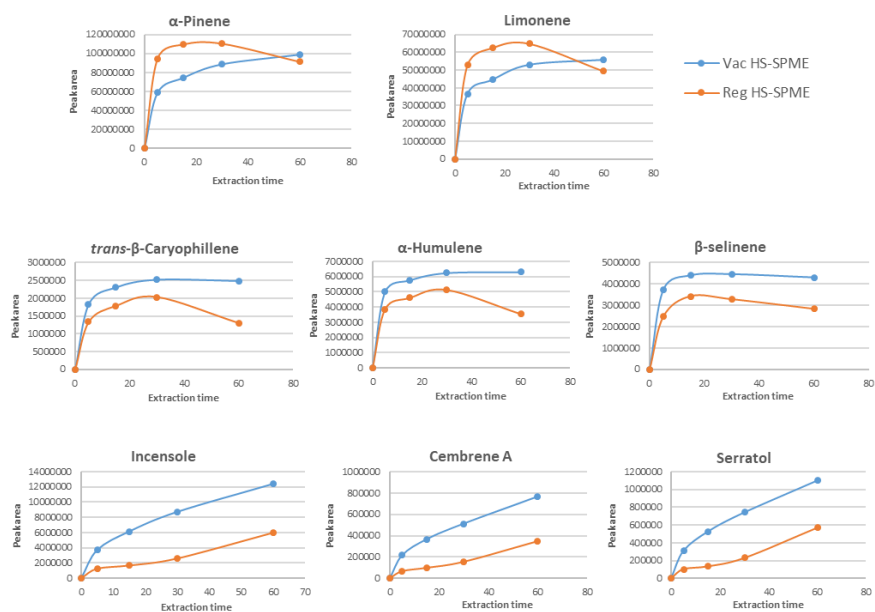 α-Pinene
120000000
100000000
80000000
60000000
40000000
20000000
0
Peakarea
0 20 40 60 80
Extraction time
Limonene
70000000
60000000
50000000
40000000
30000000
20000000
10000000
0
Peakarea
0 20 40 60 80
Extraction time
Vac HS-SPME
Reg HS-SPME
trans-β-Caryophillene
3000000
2500000
2000000
1500000
1000000
500000
0
Peakarea
0 20 40 60 80
Extraction time
α-Humulene
7000000
6000000
5000000
4000000
3000000
2000000
1000000
0
Peakarea
0 20 40 60 80
Extraction time
β-selinene
5000000
4000000
3000000
2000000
1000000
0
Peakarea
0 20 40 60 80
Extraction time
Incensole
14000000
12000000
10000000
8000000
6000000
4000000
2000000
0
Peakarea
0 10 20 30 40 50 60 70
Extraction time
Cembrene A
1000000
800000
600000
400000
200000
0
Peakarea
0 20 40 60 80
Extraction time
Serratol
1200000
1000000
800000
600000
400000
200000
0
Peakarea
0 20 40 60 80
Extraction time